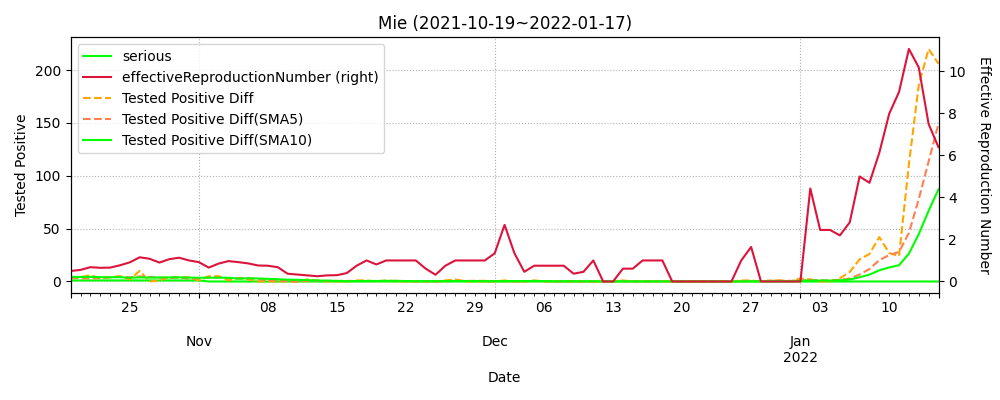 Mie (2021-10-19~2022-01-17)
serious
effectiveReproductionNumber (right)
Tested Positive Diff
Tested Positive Diff(SMA5)
Tested Positive Diff(SMA10)
Tested Positive
200
150
100
50
0
Effective Reproduction Number
10
8
6
4
2
0
25 08 15 22 29 06 13 20 27 03 10
Nov Dec Jan
2022
Date